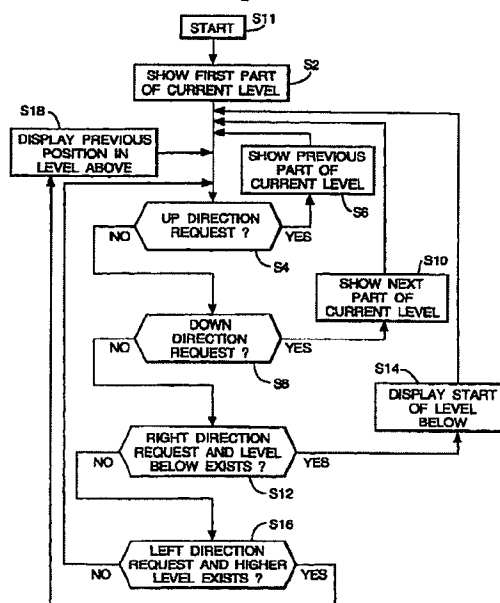 START
S11
S2
SHOW FIRST PART
OF CURRENT LEVEL
S18
DISPLAY PREVIOUS
POSITION IN
LEVEL ABOVE
SHOW PREVIOUS
PART OF
CURRENT LEVEL
S6
UP DIRECTION
REQUEST ?
NO
YES
S4
S10
SHOW NEXT
PART OF
CURRENT LEVEL
DOWN
DIRECTION
REQUEST ?
NO
YES
S8
S14
DISPLAY START
OF LEVEL
BELOW
RIGHT DIRECTION
REQUEST AND LEVEL
BELOW EXISTS ?
NO
YES
S12
S16
LEFT DIRECTION
REQUEST AND HIGHER
LEVEL EXISTS ?
NO
YES